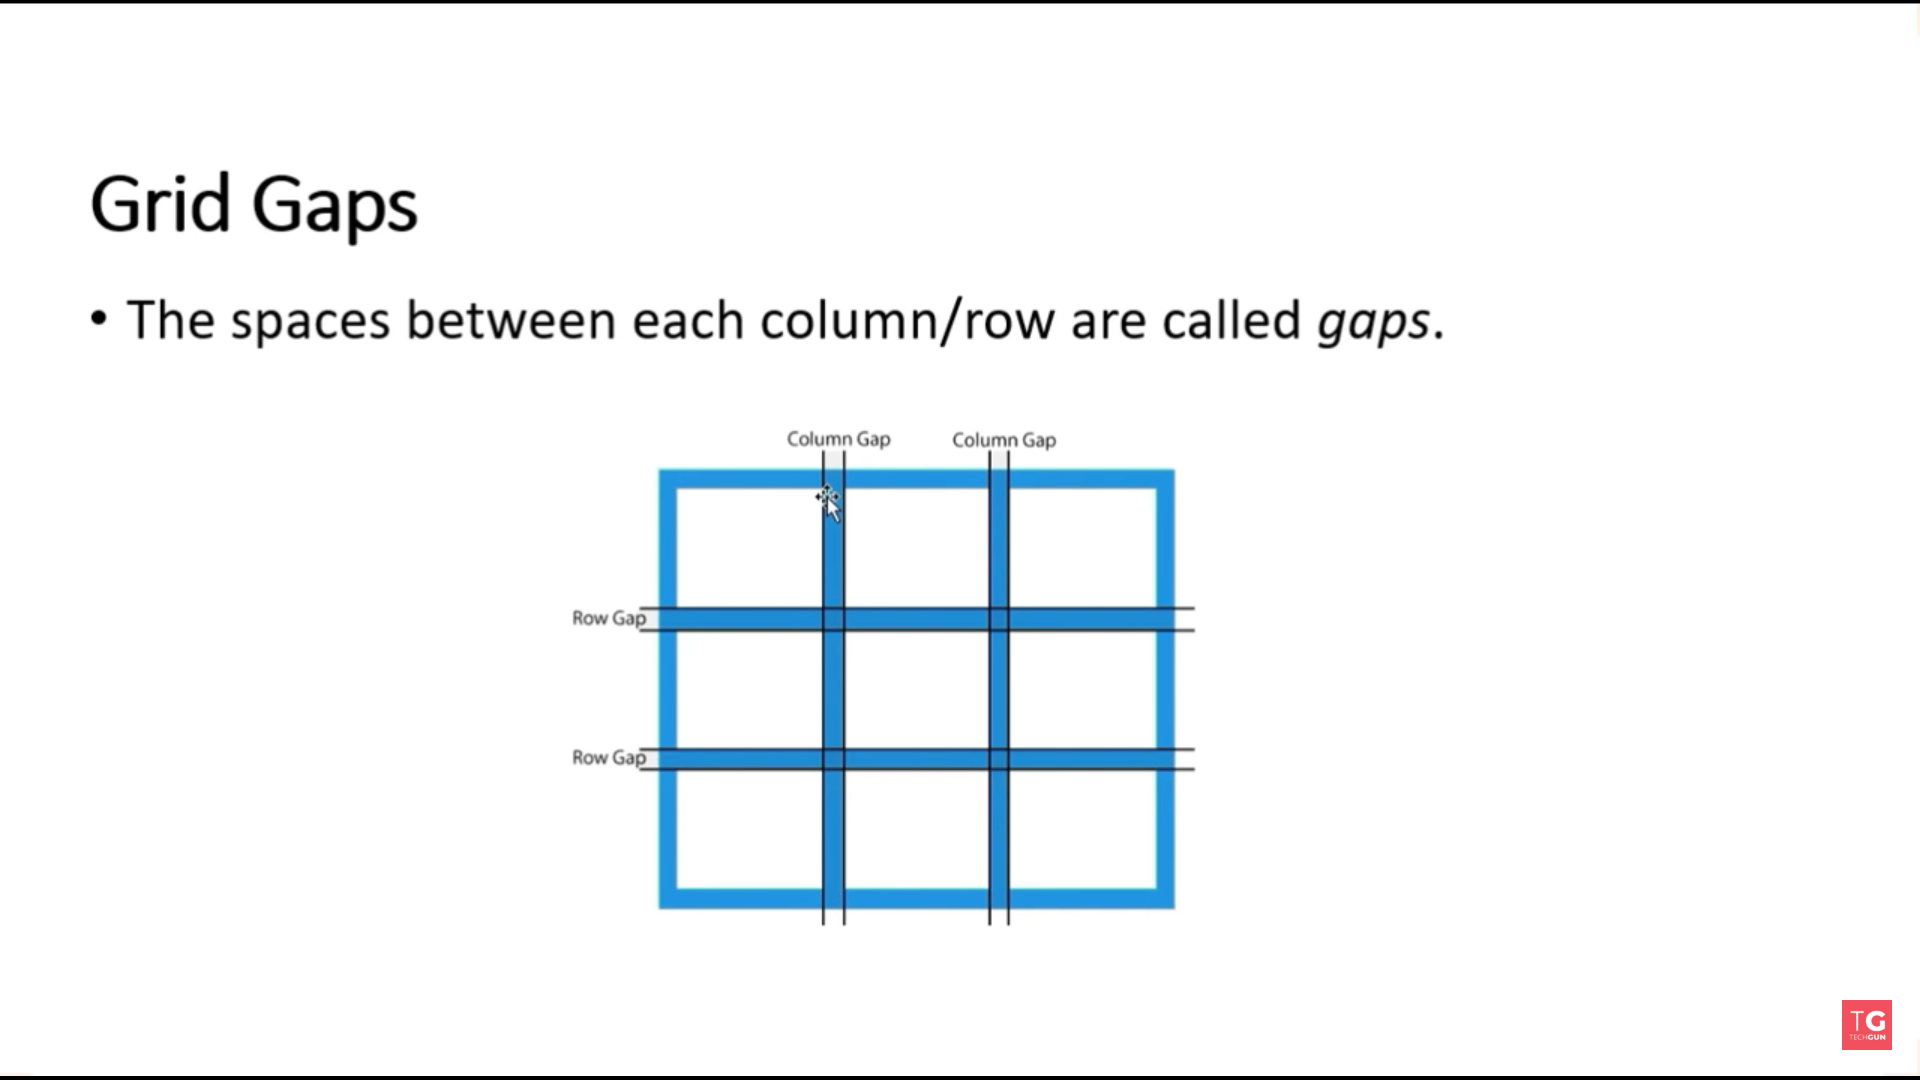 Grid Gaps
• The spaces between each column/row are called gaps.
Column Gap
Column Gap
Row Gap
Row Gap
TG
TECHGUN